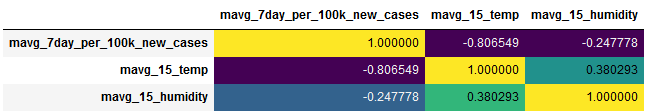 mavg_7day_per_100k_new_cases mavg_15_temp mavg_15_humidity
mavg_7day_per_100k_new_cases 1.000000 -0.806549 -0.247778
mavg_15_temp -0.806549 1.000000 0.380293
mavg_15_humidity -0.247778 0.380293 1.000000